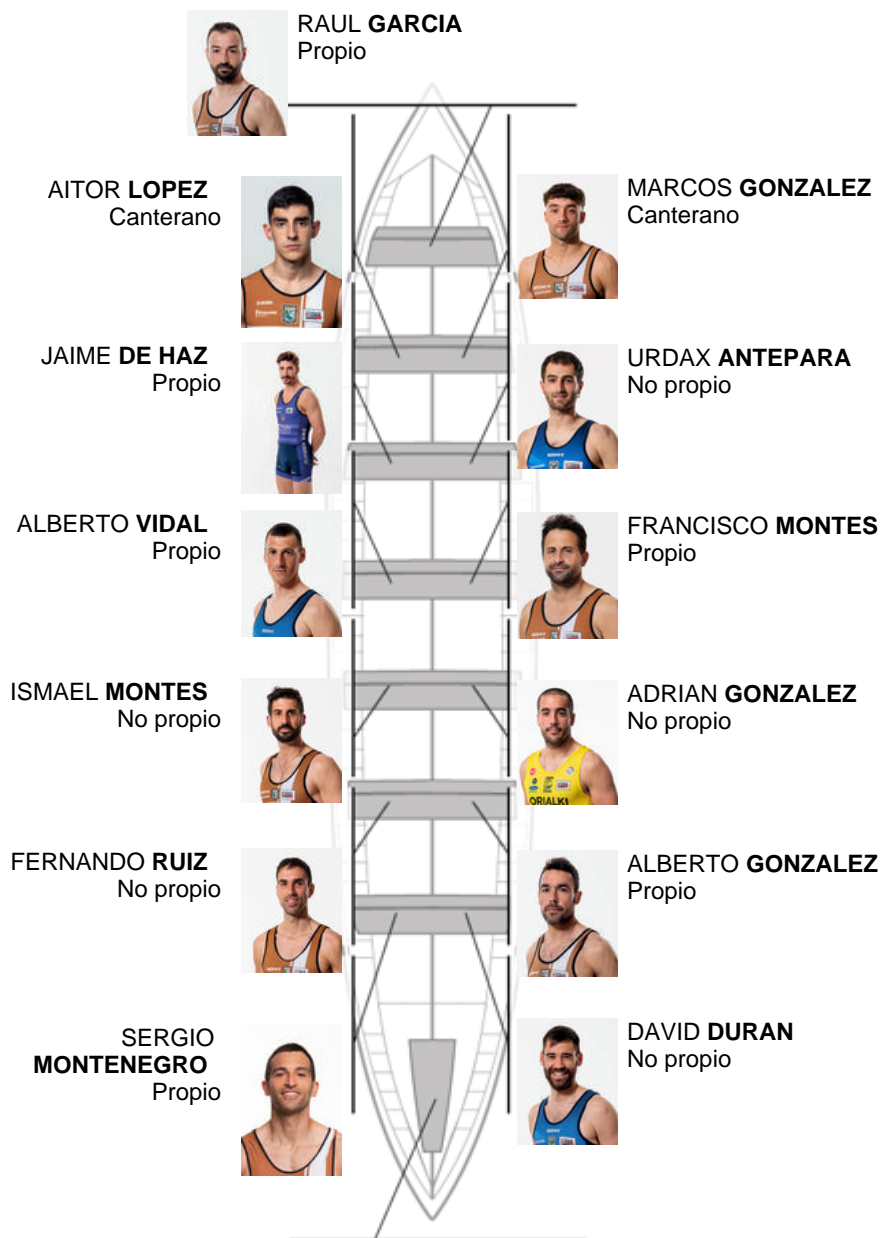 RAUL GARCIA
Propio
AITOR LOPEZ
Canterano
MARCOS GONZALEZ
Canterano
JAIME DE HAZ
Propio
URDAX ANTEPARA
No propio
ALBERTO VIDAL
Propio
FRANCISCO MONTES
Propio
ISMAEL MONTES
No propio
ADRIAN GONZALEZ
No propio
ORIALKI
FERNANDO RUIZ
No propio
ALBERTO GONZALEZ
Propio
SERGIO
MONTENEGRO
Propio
DAVID DURAN
No propio